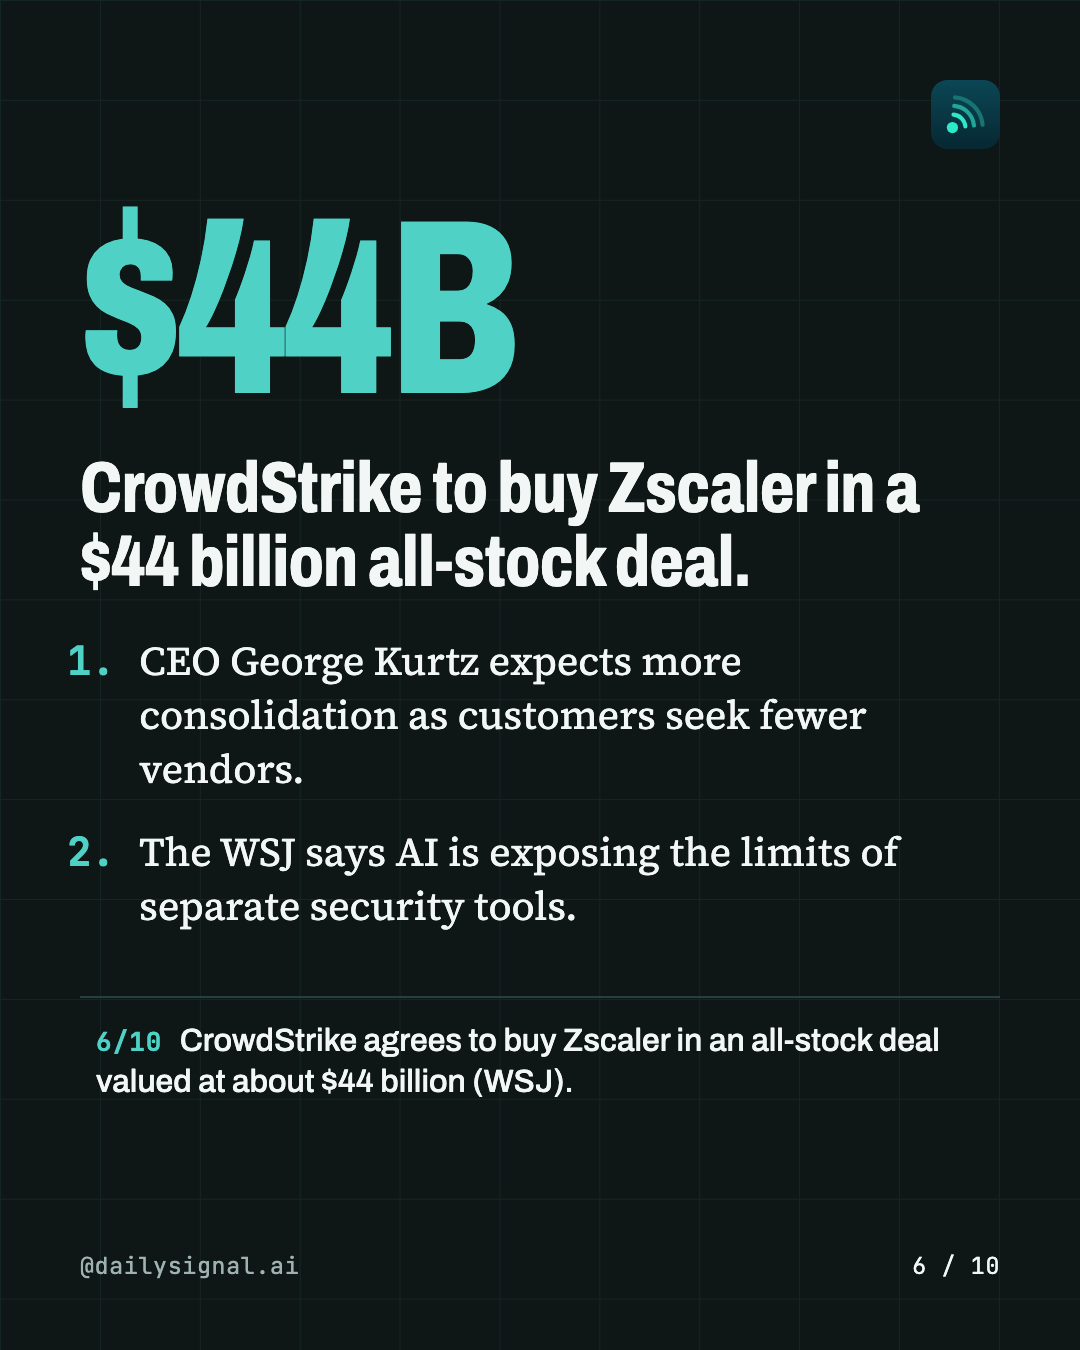 $44B
CrowdStrike to buy Zscaler in a
$44 billion all-stock deal.
1. CEO George Kurtz expects more
consolidation as customers seek fewer
vendors.
2. The WSJ says AI is exposing the limits of
separate security tools.
6/10 CrowdStrike agrees to buy Zscaler in an all-stock deal
valued at about $44 billion (WSJ).
@dailysignal.ai
6 / 10